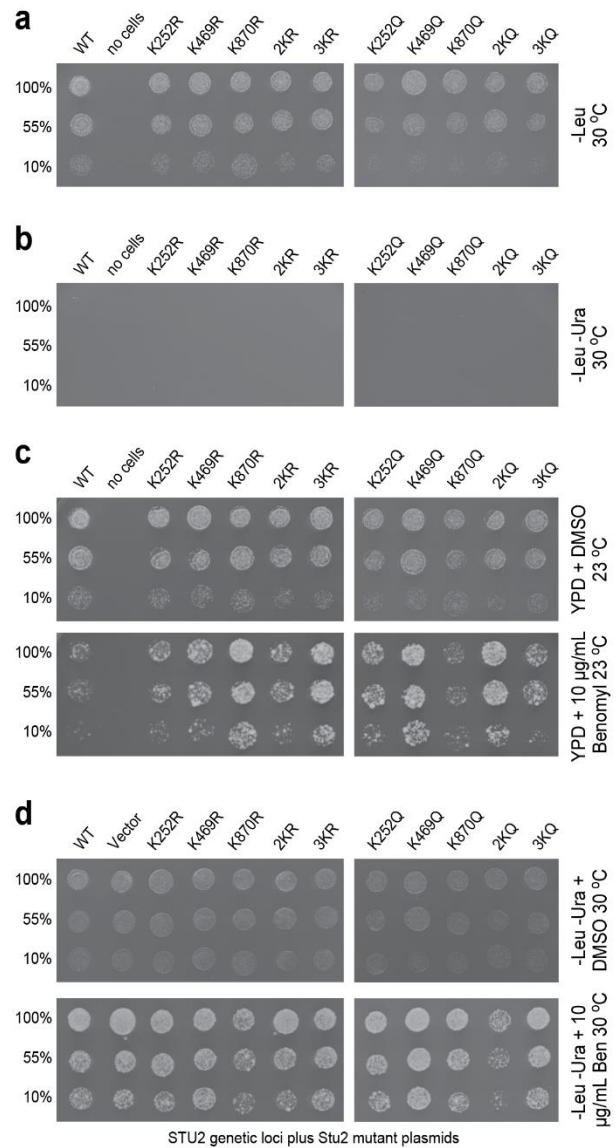 a
WT no cells K252R K469R K870R 2KR 3KR K252Q K469Q K870Q 2KQ 3KQ
100%
55%
10%
-Leu
30 °C
b
WT no cells K252R K469R K870R 2KR 3KR K252Q K469Q K870Q 2KQ 3KQ
100%
55%
10%
-Leu -Ura
30 °C
c
WT no cells K252R K469R K870R 2KR 3KR K252Q K469Q K870Q 2KQ 3KQ
100%
55%
10%
YPD + DMSO
23 °C
100%
55%
10%
YPD + 10 µg/mL
Benomyl 23 °C
d
WT Vector K252R K469R K870R 2KR 3KR K252Q K469Q K870Q 2KQ 3KQ
100%
55%
10%
-Leu -Ura +
DMSO 30 °C
100%
55%
10%
-Leu -Ura + 10
µg/mL Ben 30 °C
STU2 genetic loci plus Stu2 mutant plasmids